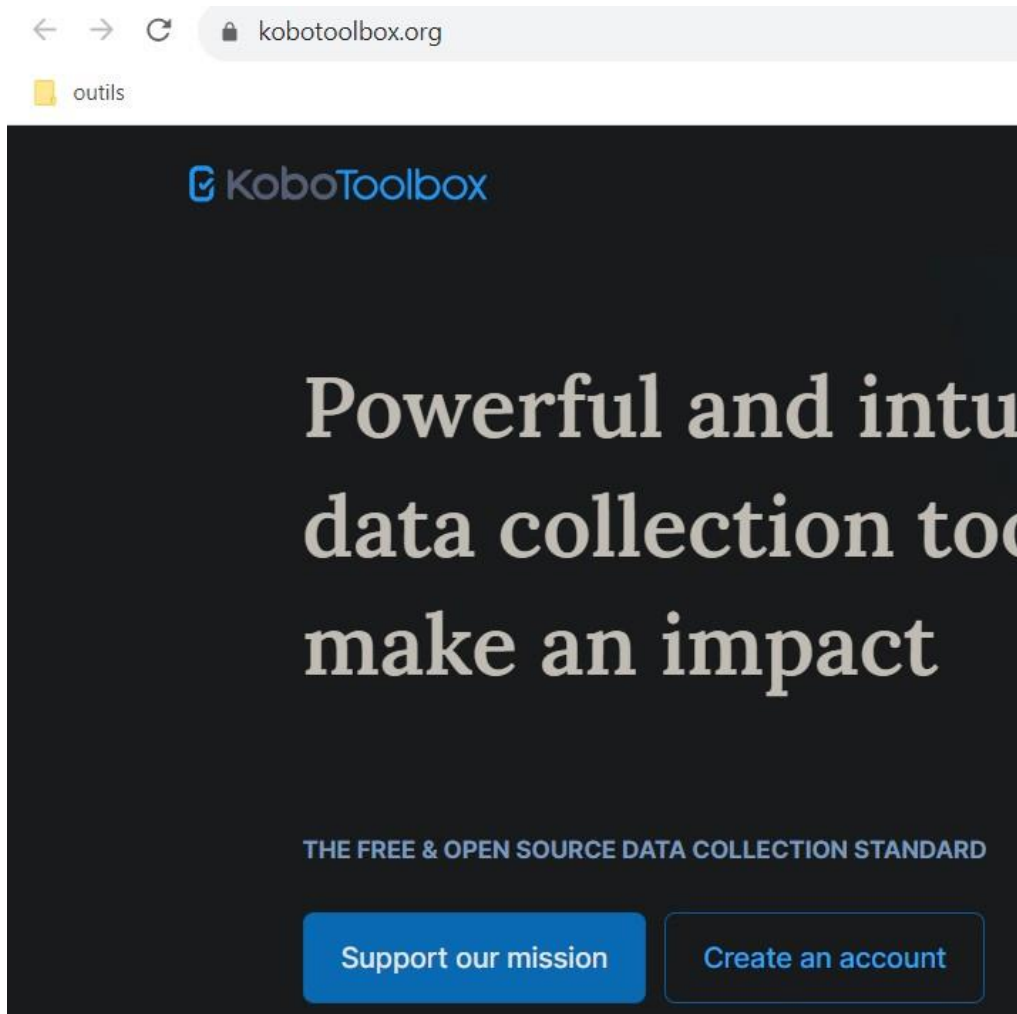 kobotoolbox.org
outils
KoboToolbox
Powerful and intu
data collection too
make an impact
THE FREE & OPEN SOURCE DATA COLLECTION STANDARD
Support our mission
Create an account